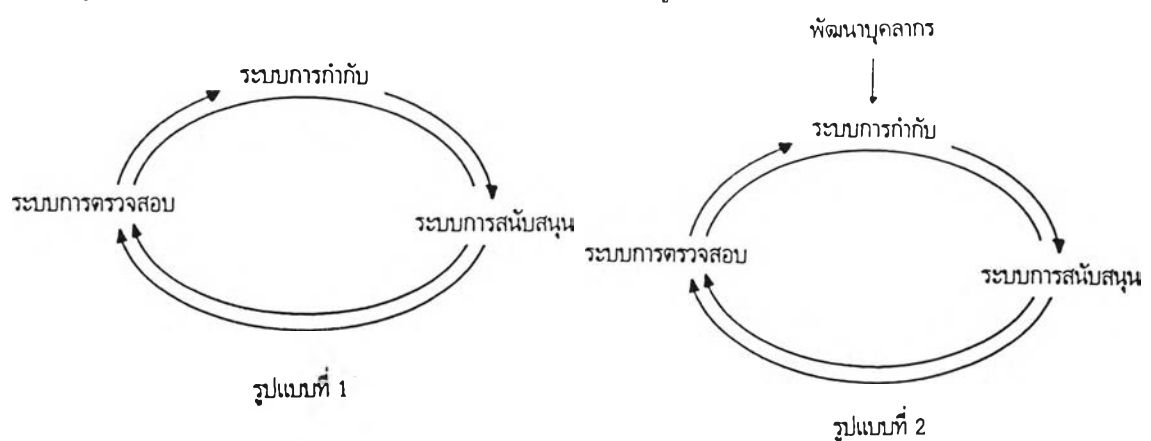 ระบบการกำกับ
ระบบการตรวจสอบ
ระบบการสนับสนุน
รูปแบบที่ 1
พัฒนาบุคลากร
ระบบการกำกับ
ระบบการตรวจสอบ
ระบบการสนับสนุน
รูปแบบที่ 2